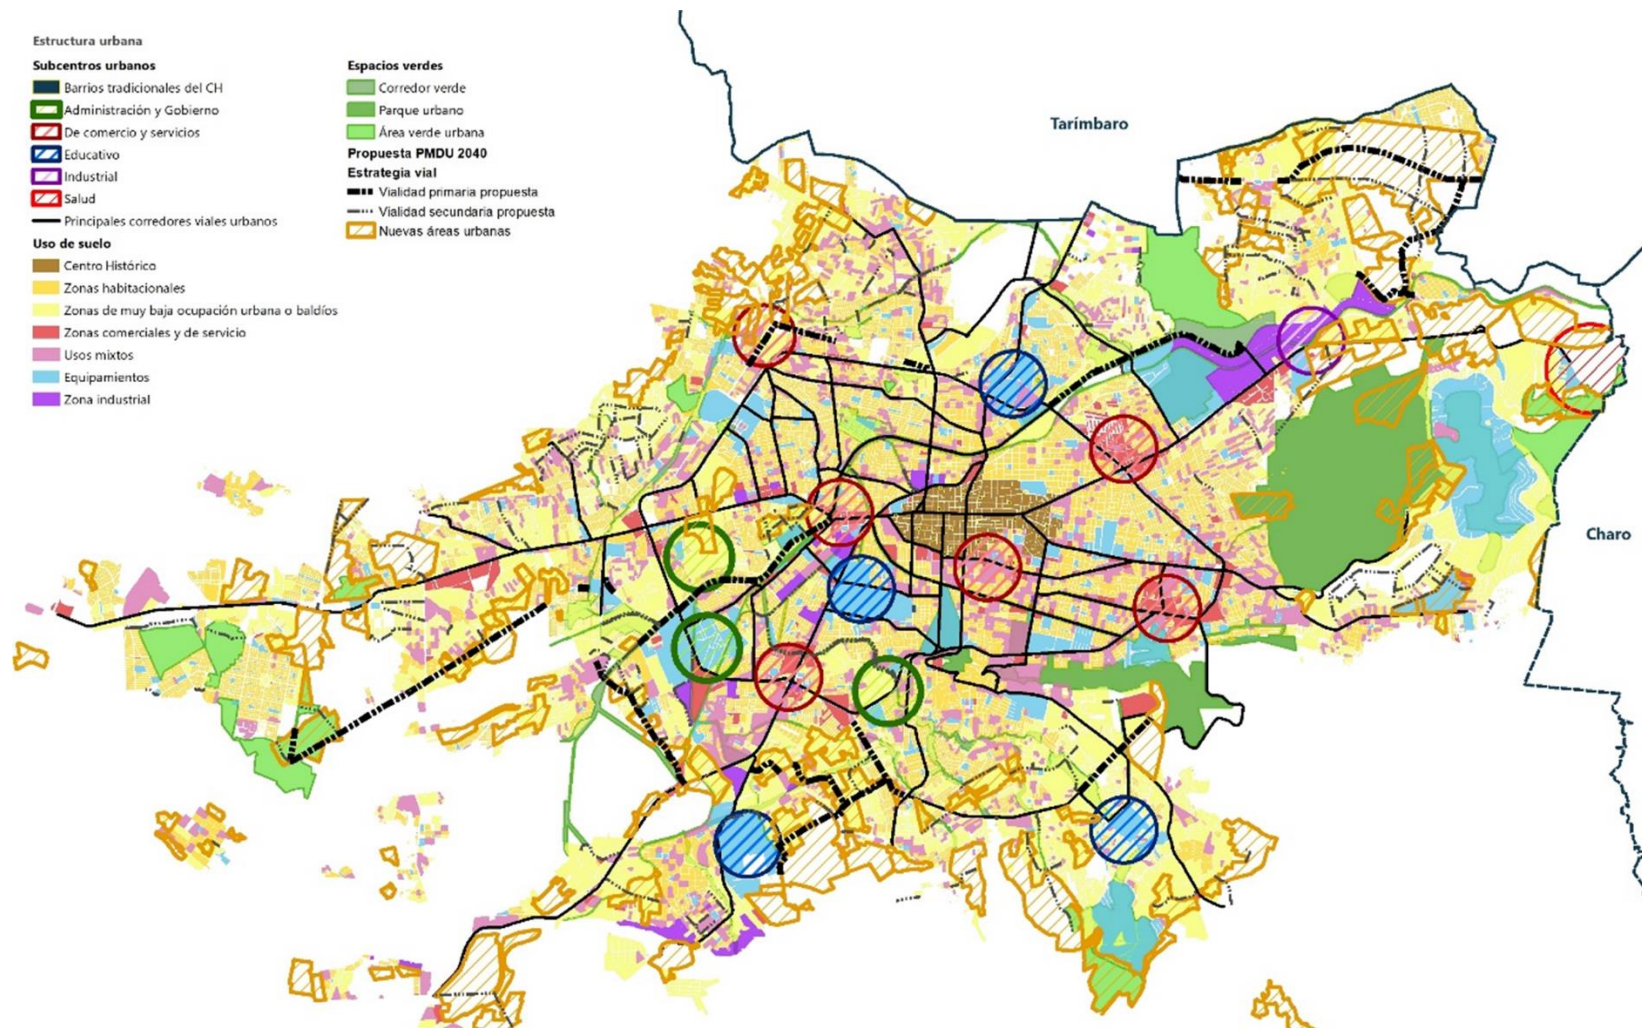 Estructura urbana
Subcentros urbanos
Barrios tradicionales del CH
Administración y Gobierno
De comercio y servicios
Educativo
Industrial
Salud
Principales corredores viales urbanos
Uso de suelo
Centro Histórico
Zonas habitacionales
Zonas de muy baja ocupación urbana o baldíos
Zonas comerciales y de servicio
Usos mixtos
Equipamientos
Zona industrial
Espacios verdes
Corredor verde
Parque urbano
Área verde urbana
Propuesta PMDU 2040
Estrategia vial
Vialidad primaria propuesta
Vialidad secundaria propuesta
Nuevas áreas urbanas
Tarímbaro
Charo